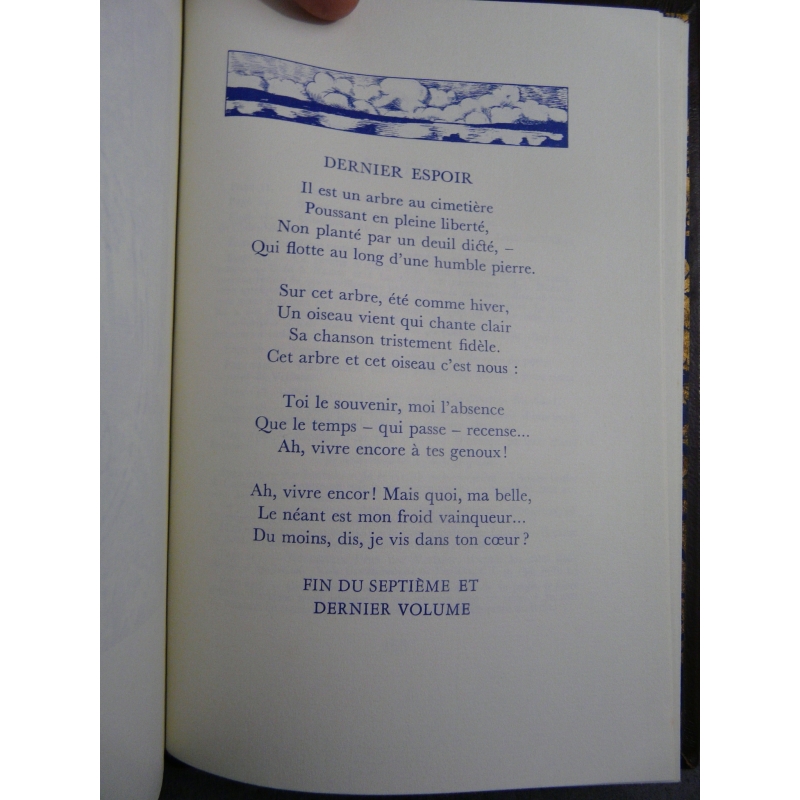 DERNIER ESPOIR
Il est un arbre au cimetière
Poussant en pleine liberté,
Non planté par un deuil dicté, –
Qui flotte au long d'une humble pierre.
Sur cet arbre, été comme hiver,
Un oiseau vient qui chante clair
Sa chanson tristement fidèle.
Cet arbre et cet oiseau c'est nous :
Toi le souvenir, moi l'absence
Que le temps – qui passe – recense...
Ah, vivre encore à tes genoux!
Ah, vivre encor! Mais quoi, ma belle,
Le néant est mon froid vainqueur...
Du moins, dis, je vis dans ton cœur?
FIN DU SEPTIÈME ET
DERNIER VOLUME